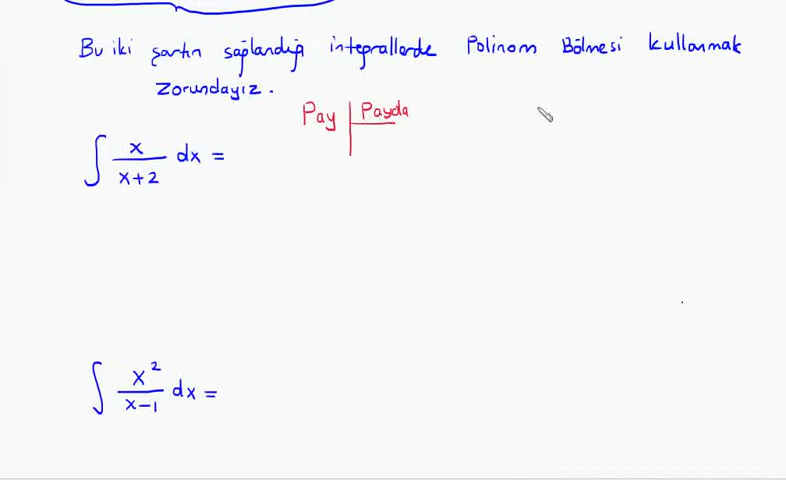 Bu iki şartın sağlandığı integrallerde Polinom Bölmesi kullanmak
zorundayız.
Pay | Payda
∫ x/(x+2) dx =
∫ x²/(x-1) dx =